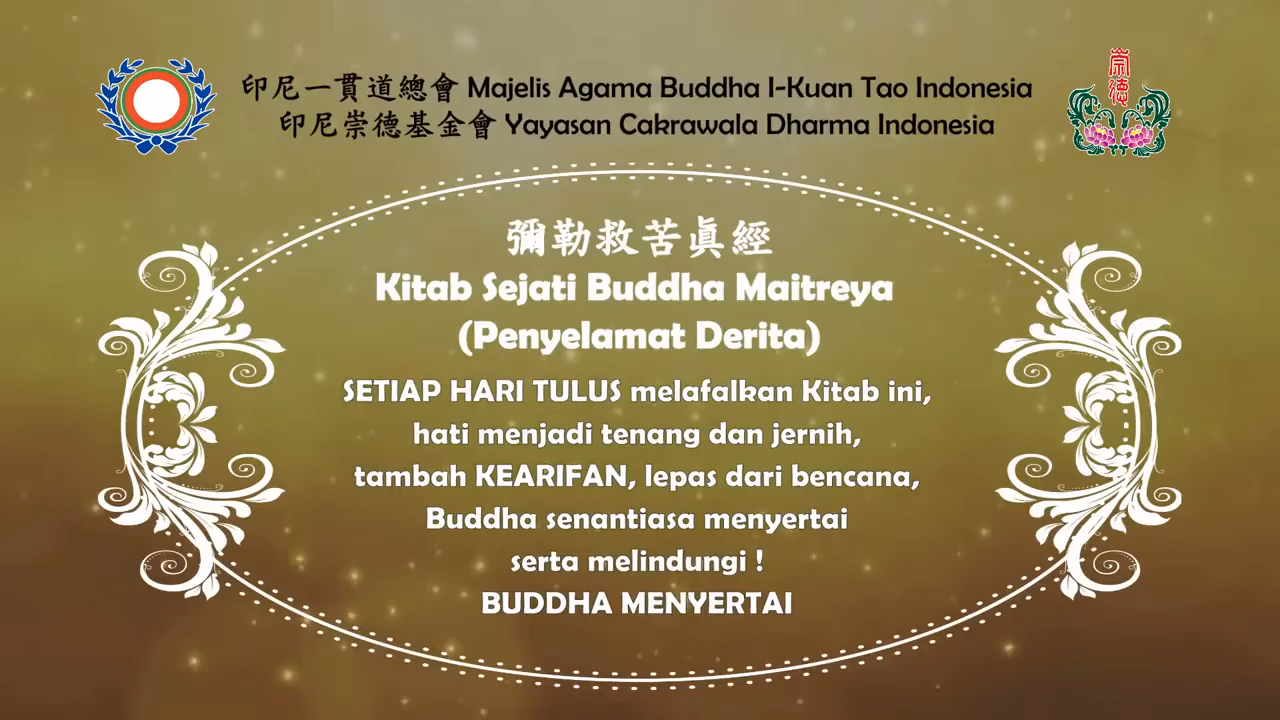 印尼一貫道總會 Majelis Agama Buddha I-Kuan Tao Indonesia
印尼崇德基金會 Yayasan Cakrawala Dharma Indonesia
崇德
彌勒救苦眞經
Kitab Sejati Buddha Maitreya
(Penyelamat Derita)
SETIAP HARI TULUS melafalkan Kitab ini,
hati menjadi tenang dan jernih,
tambah KEARIFAN, lepas dari bencana,
Buddha senantiasa menyertai
serta melindungi !
BUDDHA MENYERTAI